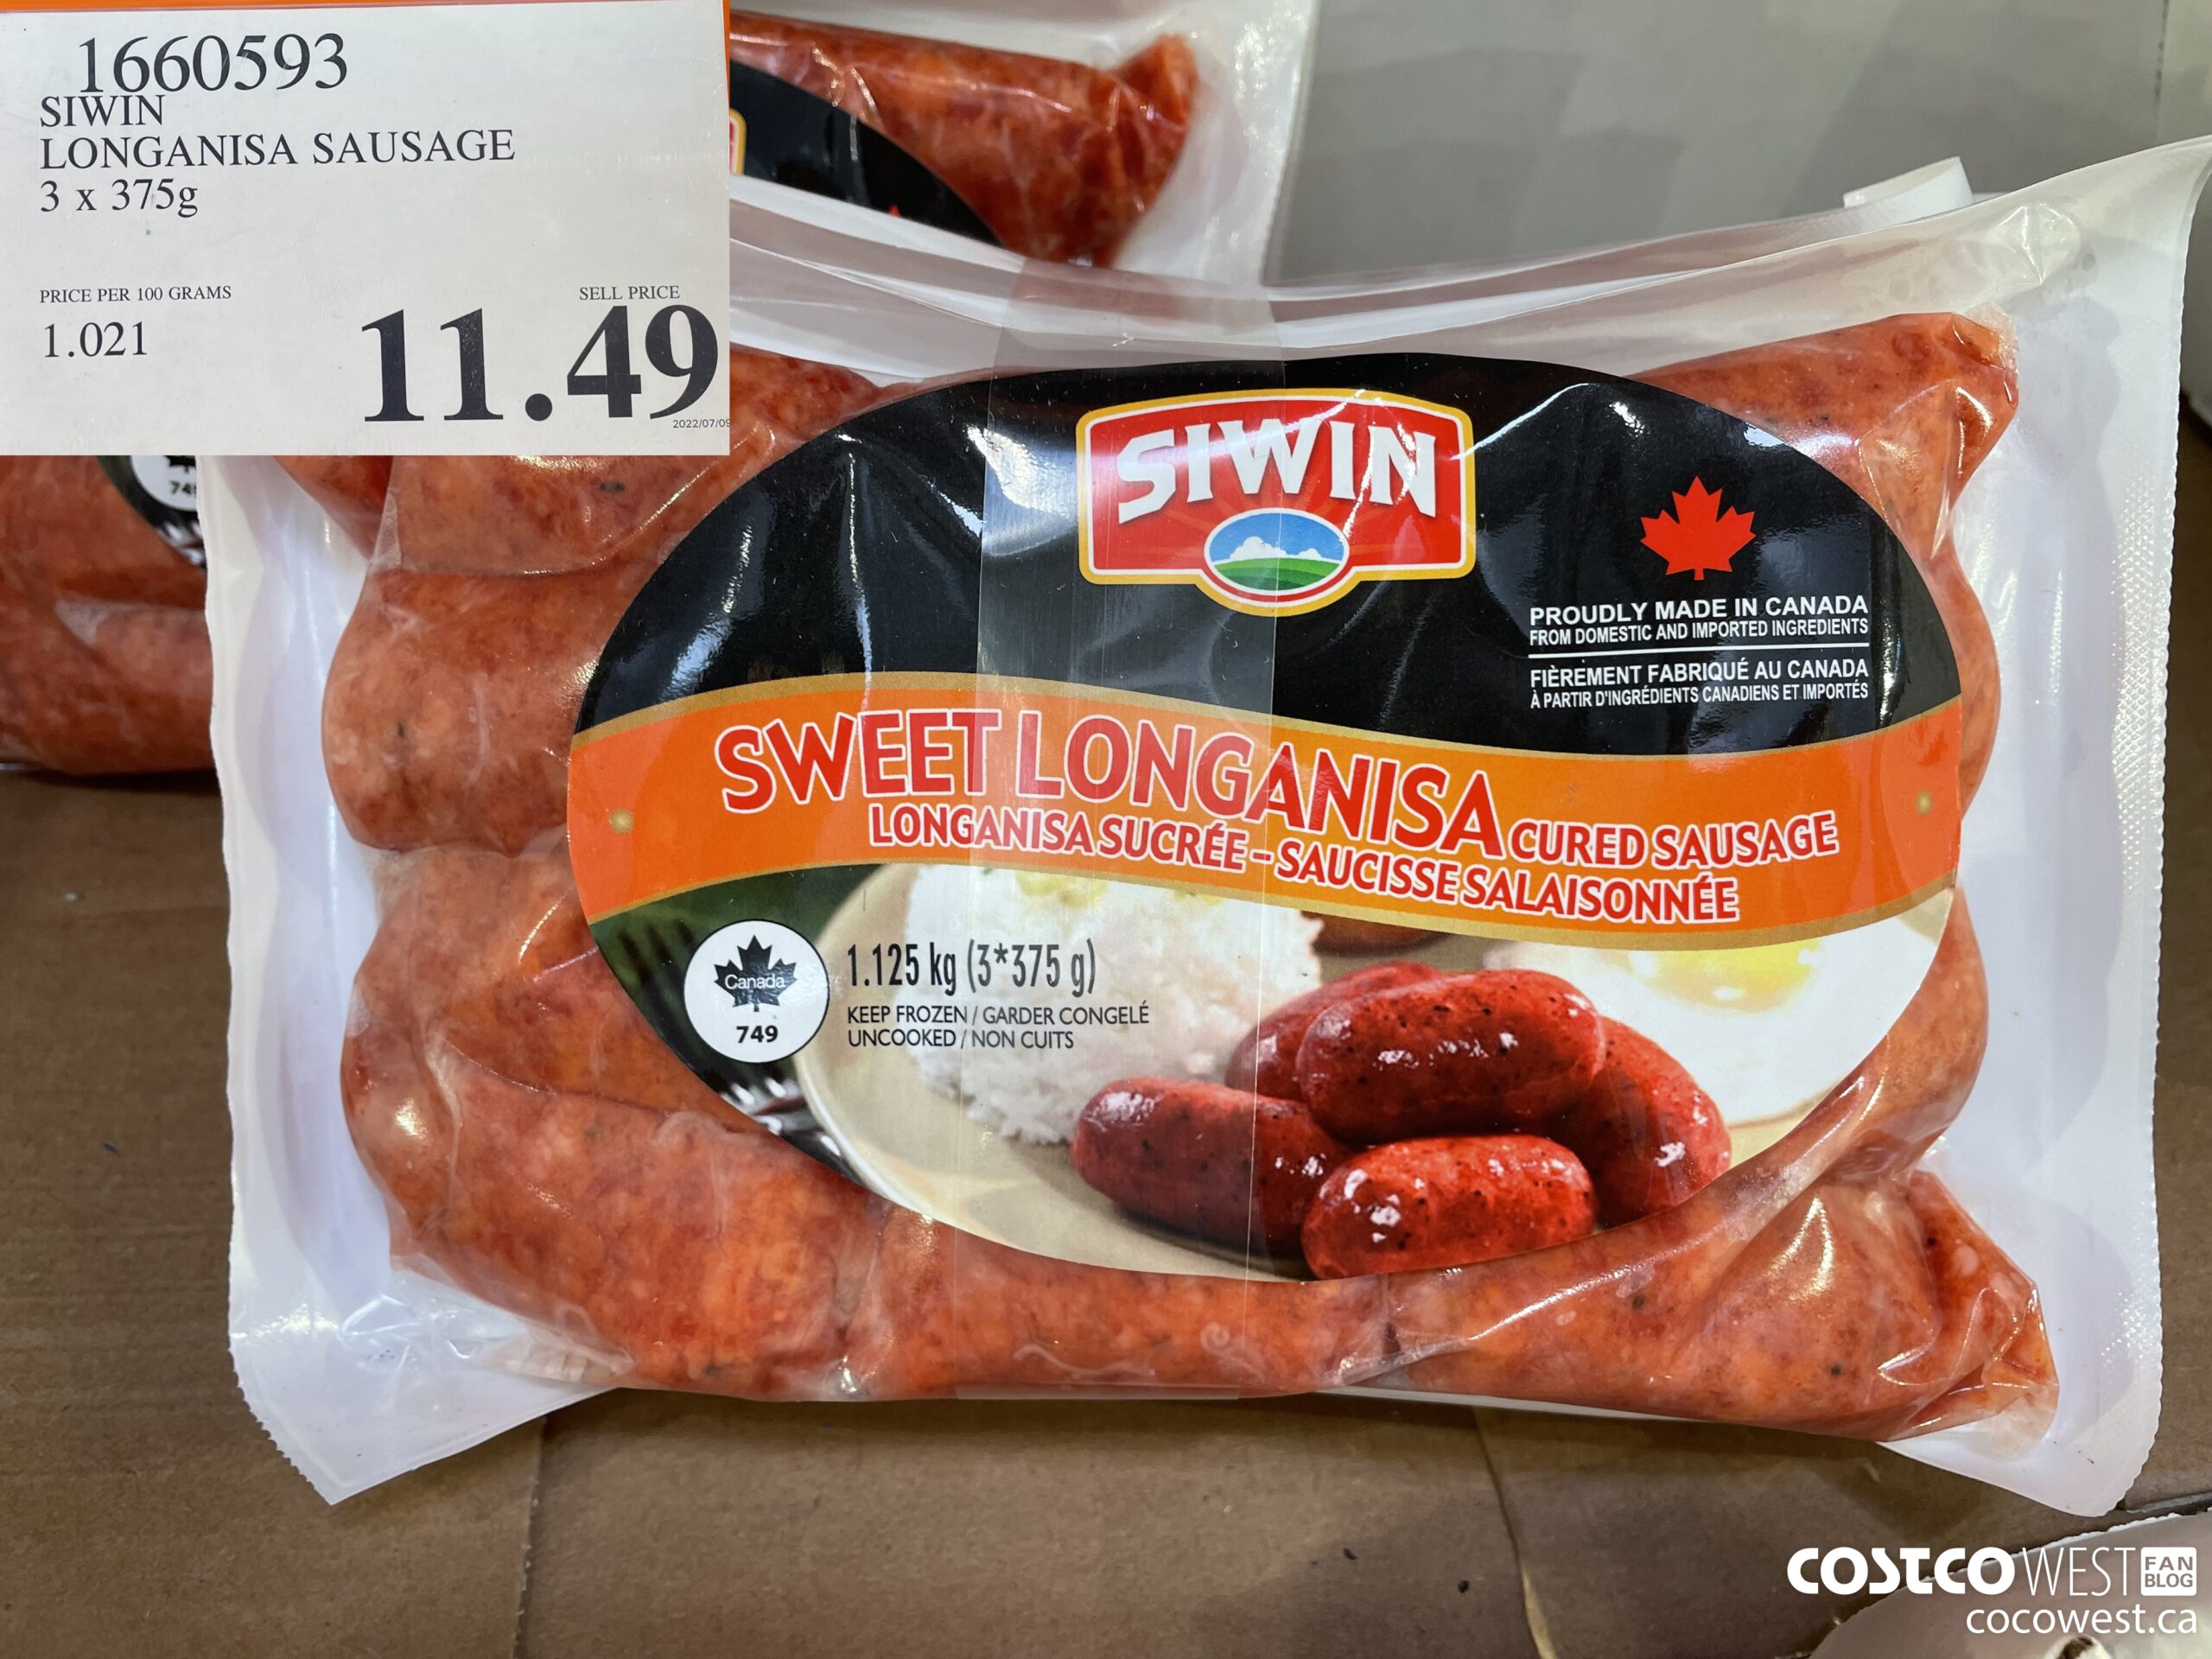 1660593
SIWIN
LONGANISA SAUSAGE
3 x 375g
PRICE PER 100 GRAMS
1.021
SELL PRICE
11.49
2022/07/09
749
SIWIN
PROUDLY MADE IN CANADA
FROM DOMESTIC AND IMPORTED INGREDIENTS
FIÈREMENT FABRIQUÉ AU CANADA
À PARTIR D'INGRÉDIENTS CANADIENS ET IMPORTÉS
SWEET LONGANISA CURED SAUSAGE
LONGANISA SUCRÉE – SAUCISSE SALAISONNÉE
Canada
749
1.125 kg (3*375 g)
KEEP FROZEN / GARDER CONGELÉ
UNCOOKED / NON CUITS
COSTCO WEST FAN BLOG
cocowest.ca